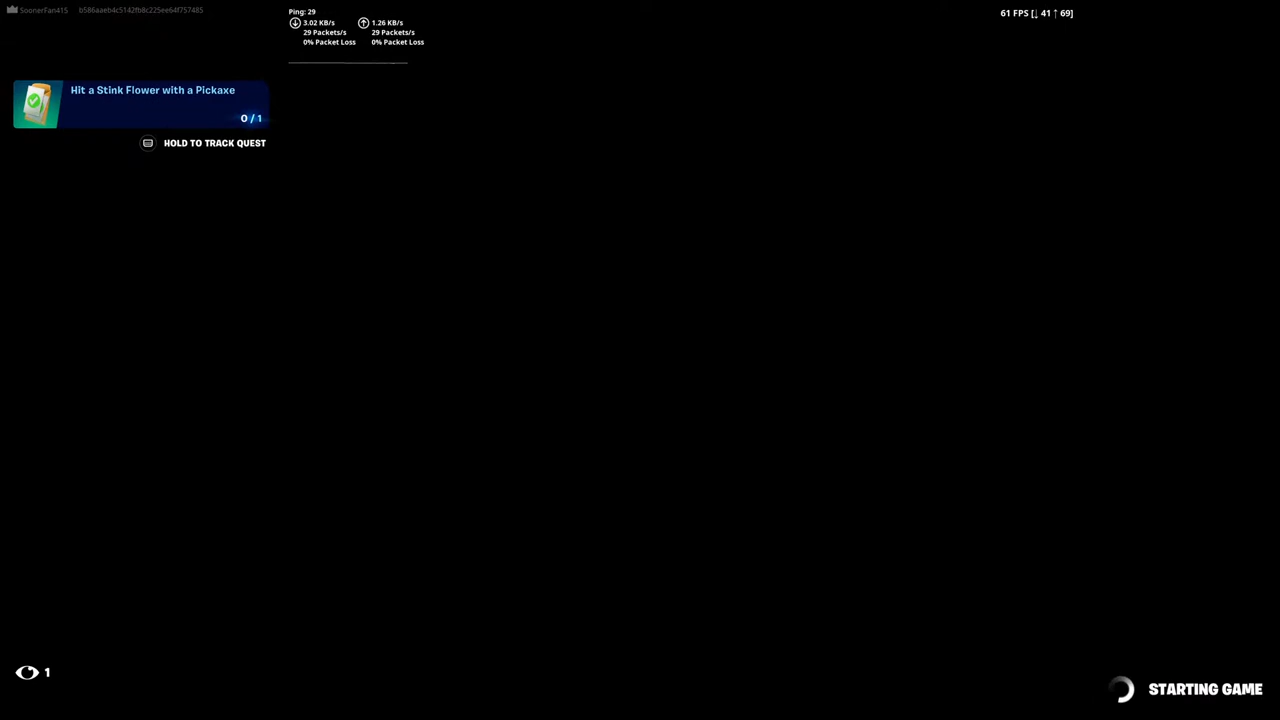 SoonerFan415 b586aaeb4c5142fb8c225ee64f757485
Ping: 29
3.02 KB/s 1.26 KB/s
29 Packets/s 29 Packets/s
0% Packet Loss 0% Packet Loss
61 FPS [↓ 41 ↑ 69]
Hit a Stink Flower with a Pickaxe
0 / 1
HOLD TO TRACK QUEST
1
STARTING GAME